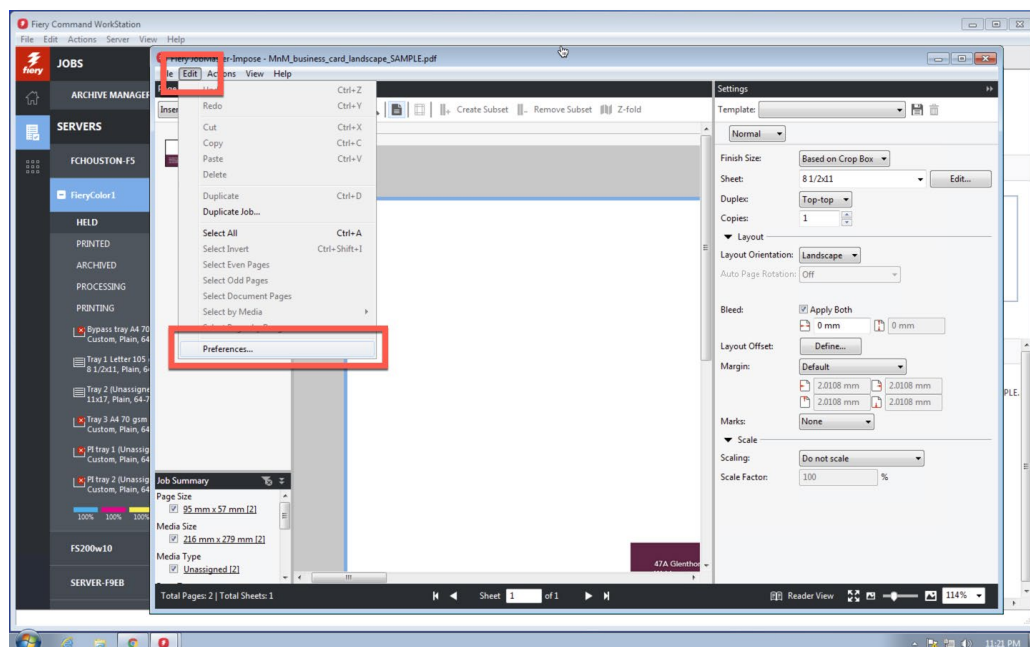 Fiery Command WorkStation
File Edit Actions Server View Help
fiery
JOBS
ARCHIVE MANAGER
SERVERS
FCHOUSTON-F5
FieryColor1
HELD
PRINTED
ARCHIVED
PROCESSING
PRINTING
Bypass tray A4 70
Custom, Plain, 64
Tray 1 Letter 105
8 1/2x11, Plain, 64
Tray 2 (Unassigne
11x17, Plain, 64-7
Tray 3 A4 70 gsm
Custom, Plain, 64
PI tray 1 (Unassig
Custom, Plain, 64
PI tray 2 (Unassig
Custom, Plain, 64
100% 100% 100%
FS200w10
SERVER-F9EB
Fiery JobMaster-Impose - MnM_business_card_landscape_SAMPLE.pdf
Edit Actions View Help
Ctrl+Z
Redo Ctrl+Y
Cut Ctrl+X
Copy Ctrl+C
Paste Ctrl+V
Delete
Duplicate Ctrl+D
Duplicate Job...
Select All Ctrl+A
Select Invert Ctrl+Shift+I
Select Even Pages
Select Odd Pages
Select Document Pages
Select by Media
Preferences...
Create Subset Remove Subset Z-fold
Job Summary
Page Size
95 mm x 57 mm [2]
Media Size
216 mm x 279 mm [2]
Media Type
Unassigned [2]
Total Pages: 2 | Total Sheets: 1
47A Glenthor
Sheet 1 of 1
Reader View
114%
Settings
Template:
Normal
Finish Size: Based on Crop Box
Sheet: 8 1/2x11 Edit...
Duplex: Top-top
Copies: 1
Layout
Layout Orientation: Landscape
Auto Page Rotation: Off
Bleed: Apply Both
0 mm 0 mm
Layout Offset: Define...
Margin: Default
2.0108 mm 2.0108 mm
2.0108 mm 2.0108 mm
Marks: None
Scale
Scaling: Do not scale
Scale Factor: 100 %
PLE.
11:21 PM